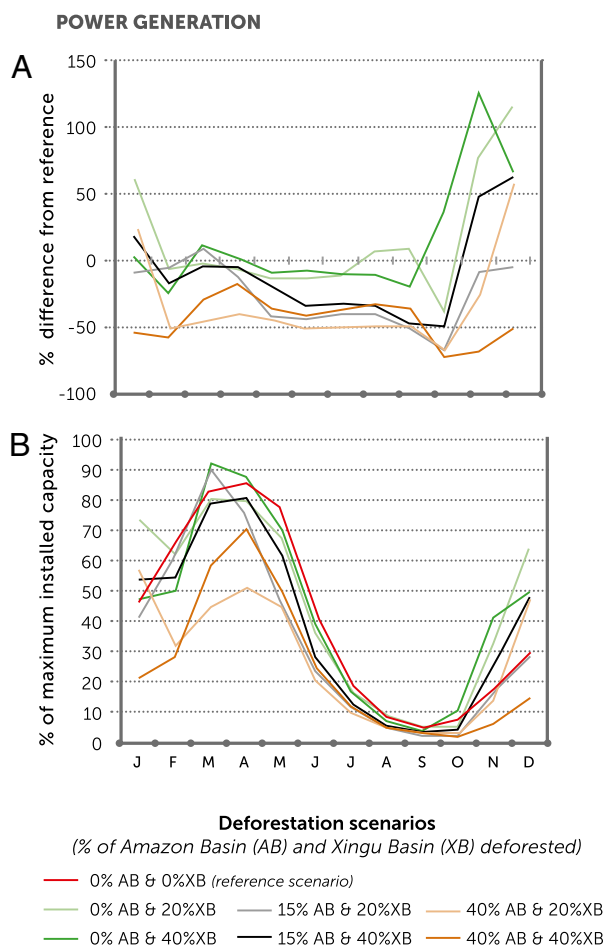 POWER GENERATION
A
% difference from reference
150
100
50
0
-50
-100
B
% of maximum installed capacity
100
90
80
70
60
50
40
30
20
10
0
J F M A M J J A S O N D
Deforestation scenarios
(% of Amazon Basin (AB) and Xingu Basin (XB) deforested)
0% AB & 0%XB (reference scenario)
0% AB & 20%XB 15% AB & 20%XB 40% AB & 20%XB
0% AB & 40%XB 15% AB & 40%XB 40% AB & 40%XB